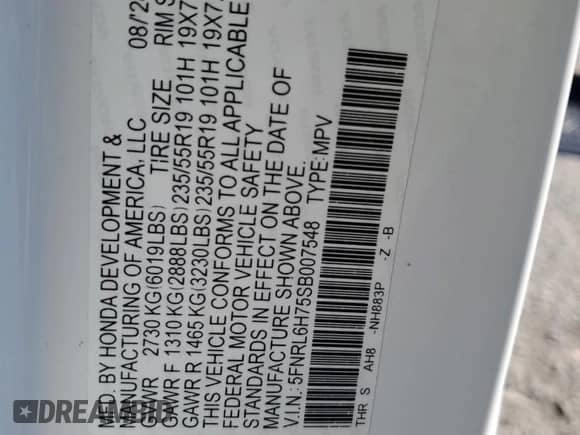 MFD. BY HONDA DEVELOPMENT & 08/'2
MANUFACTURING OF AMERICA, LLC
GAWR 2730 KG(6019LBS) TIRE SIZE RIM S
GAWR F 1310 KG(2888LBS)235/55R19 101H 19X7
GAWR R 1465 KG(3230LBS)235/55R19 101H 19X7
THIS VEHICLE CONFORMS TO ALL APPLICABLE
FEDERAL MOTOR VEHICLE SAFETY
STANDARDS IN EFFECT ON THE DATE OF
MANUFACTURE SHOWN ABOVE.
V.I.N.: 5FNRL6H75SB007548 TYPE:MPV
THR S AH8 -NH883P -Z -B
DREAMBID